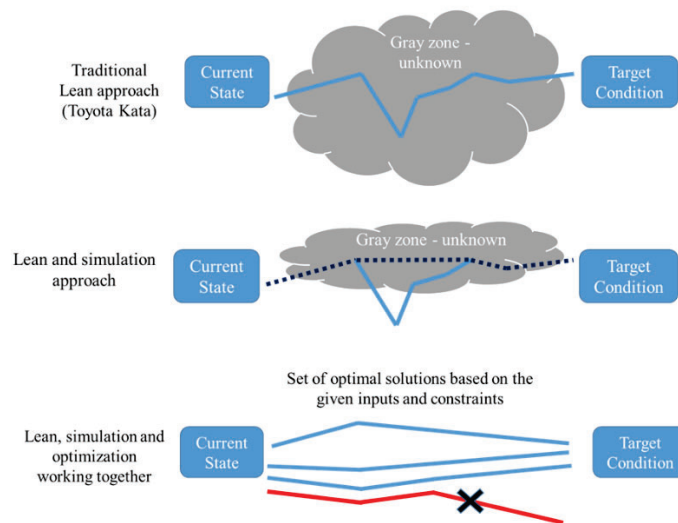 Traditional
Lean approach
(Toyota Kata)
Current
State
Gray zone -
unknown
Target
Condition
Lean and simulation
approach
Current
State
Gray zone - unknown
Target
Condition
Set of optimal solutions based on the
given inputs and constraints
Lean, simulation and
optimization
working together
Current
State
Target
Condition